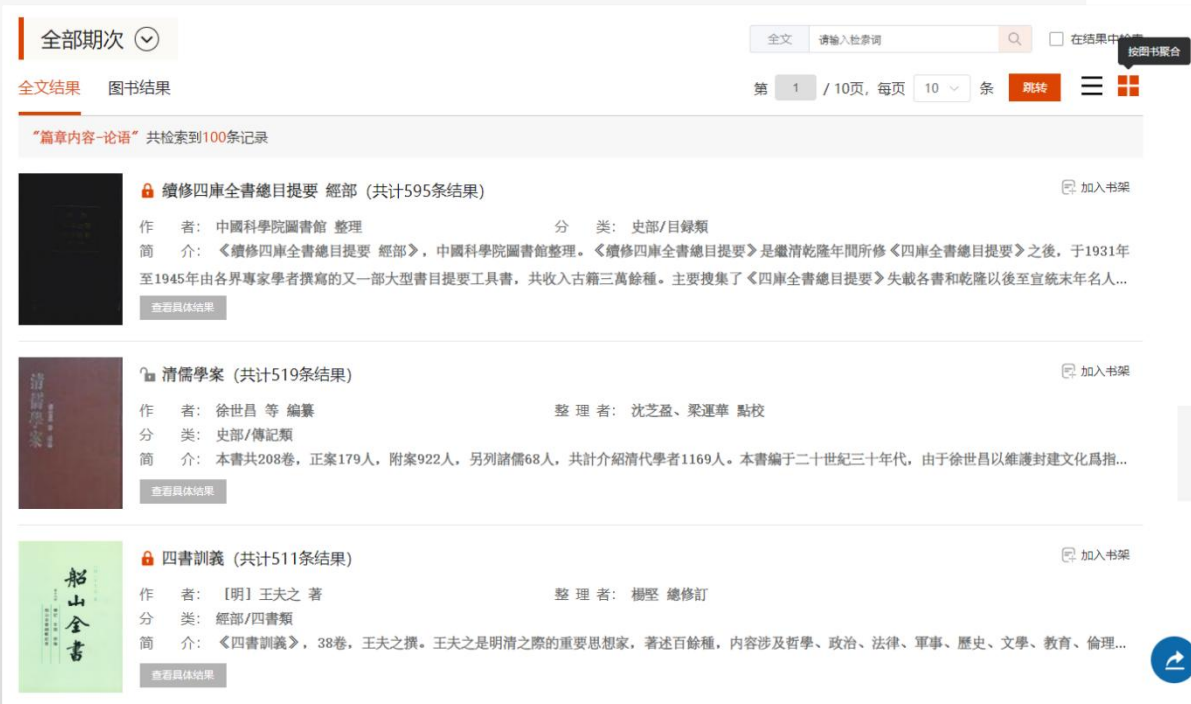 全部期次
全文 请输入检索词 在结果中检索
按图书聚合
全文结果 图书结果 第 1 / 10页, 每页 10 条 跳转
“篇章内容-论语” 共检索到100条记录
續修四庫全書總目提要 經部 (共计595条结果) 加入书架
作 者: 中國科學院圖書館 整理 分 类: 史部/目録類
简 介: 《續修四庫全書總目提要 經部》, 中國科學院圖書館整理。《續修四庫全書總目提要》是繼清乾隆年間所修《四庫全書總目提要》之後, 于1931年
至1945年由各界專家學者撰寫的又一部大型書目提要工具書, 共收入古籍三萬餘種。主要搜集了《四庫全書總目提要》失載各書和乾隆以後至宣統末年名人...
查看具体结果
清儒學案
清儒學案 (共计519条结果) 加入书架
作 者: 徐世昌 等 編纂 整 理 者: 沈芝盈、梁運華 點校
分 类: 史部/傳記類
简 介: 本書共208卷, 正案179人, 附案922人, 另列諸儒68人, 共計介紹清代學者1169人。本書編于二十世紀三十年代, 由于徐世昌以維護封建文化爲指...
查看具体结果
船山全書
四書訓義 (共计511条结果) 加入书架
作 者: [明] 王夫之 著 整 理 者: 楊堅 總修訂
分 类: 經部/四書類
简 介: 《四書訓義》, 38卷, 王夫之撰。王夫之是明清之際的重要思想家, 著述百餘種, 内容涉及哲學、政治、法律、軍事、歷史、文學、教育、倫理...
查看具体结果